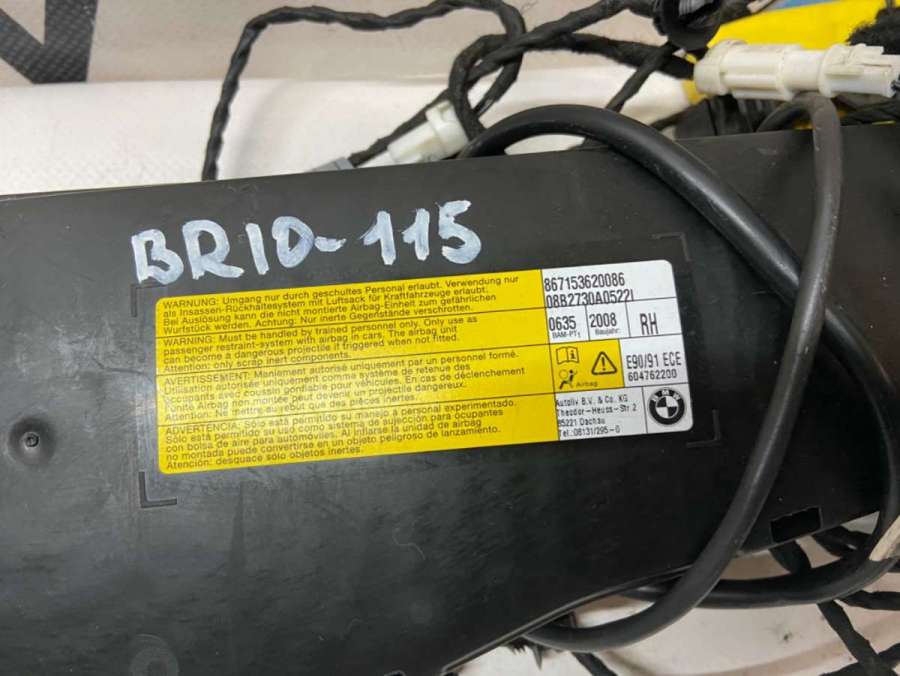 BR10-115
WARNUNG: Umgang nur durch geschultes Personal erlaubt. Verwendung nur
als Insassen-Rückhaltesystem mit Luftsack für Kraftfahrzeuge erlaubt.
Bei Auslösung kann die nicht montierte Airbag-Einheit zum gefährlichen
Wurfstück werden. Achtung: Nur inerte Gegenstände verschrotten.
WARNING: Must be handled by trained personnel only. Only use as
passenger restraint-system with airbag in cars. The airbag unit
can become a dangerous projectile if triggered when not fitted.
Attention: only scrap inert components.
AVERTISSEMENT: Maniement autorisé uniquement par un personnel formé.
Utilisation autorisée uniquement comme système de retenue des
occupants avec coussin gonflable pour véhicules. En cas de déclenchement
l'unité Airbag non montée peut devenir un projectile dangereux.
Attention: Ne mettre au rebut que des pièces inertes.
ADVERTENCIA: Sólo está permitido su manejo a personal experimentado.
Sólo está permitido su uso como sistema de sujección para ocupantes
con bolsa de aire para automóviles. Al inflarse la unidad de airbag
no montada puede converstirse en un objeto peligroso de lanzamiento.
Atención: desguace sólo objetos inertes.
867153620086
08B2730A0522I
0635
BAM-PT1
2008
Baujahr:
RH
Airbag
E90/91 ECE
604762200
Autoliv B.V. & Co. KG
Theodor-Heuss-Str. 2
85221 Dachau
Tel.:08131/295-0
BMW